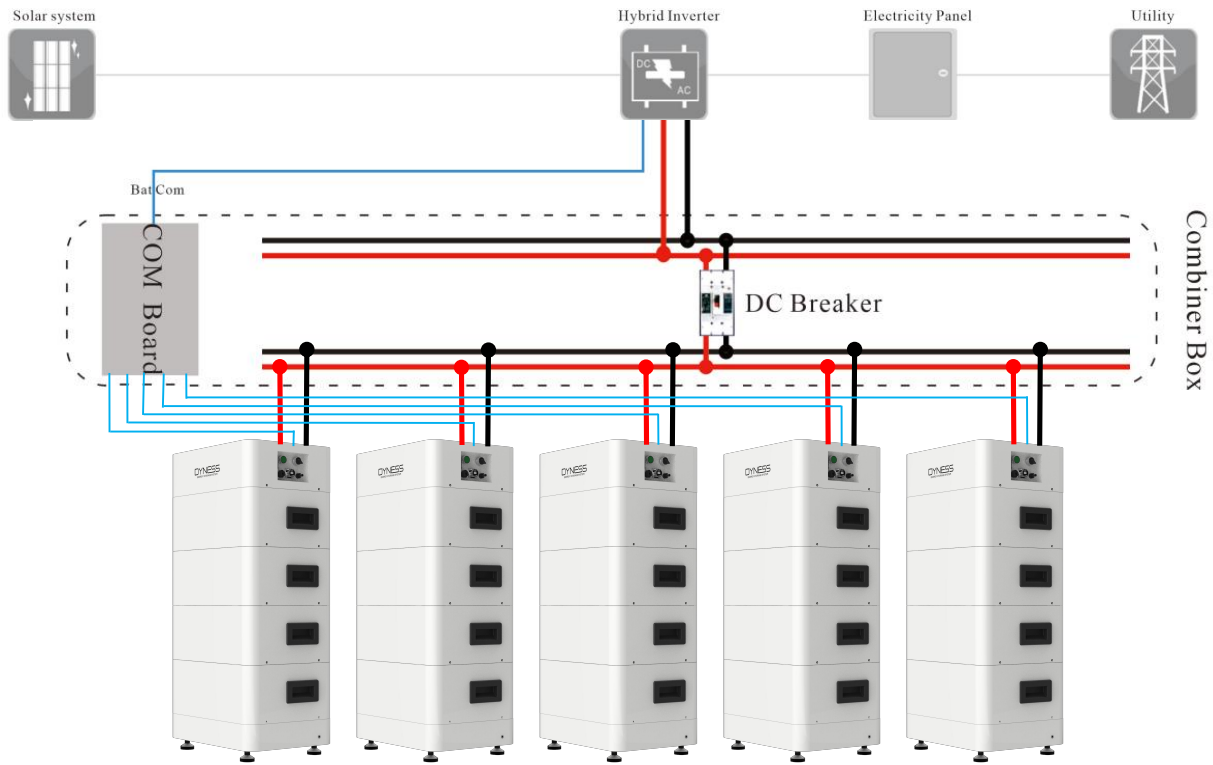 Solar system
Hybrid Inverter
Electricity Panel
Utility
DC
AC
Bat Com
COM Board
DC Breaker
Combiner Box
DYNESS
DYNESS
DYNESS
DYNESS
DYNESS